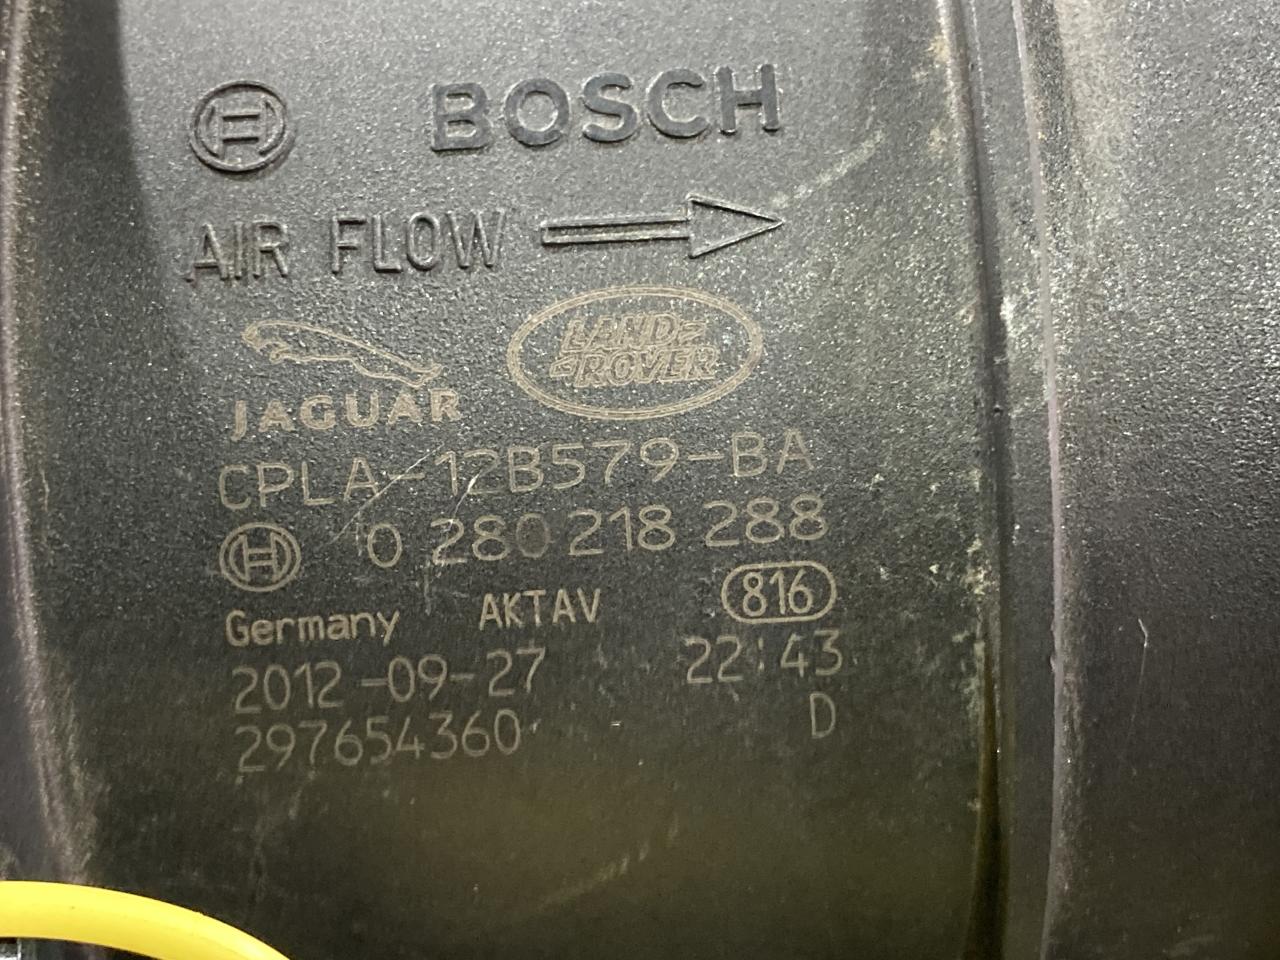 BOSCH
AIR FLOW
JAGUAR
LAND
ROVER
CPLA-12B579-BA
0 280 218 288
Germany AKTAV 816
2012-09-27 22:43
297654360 D